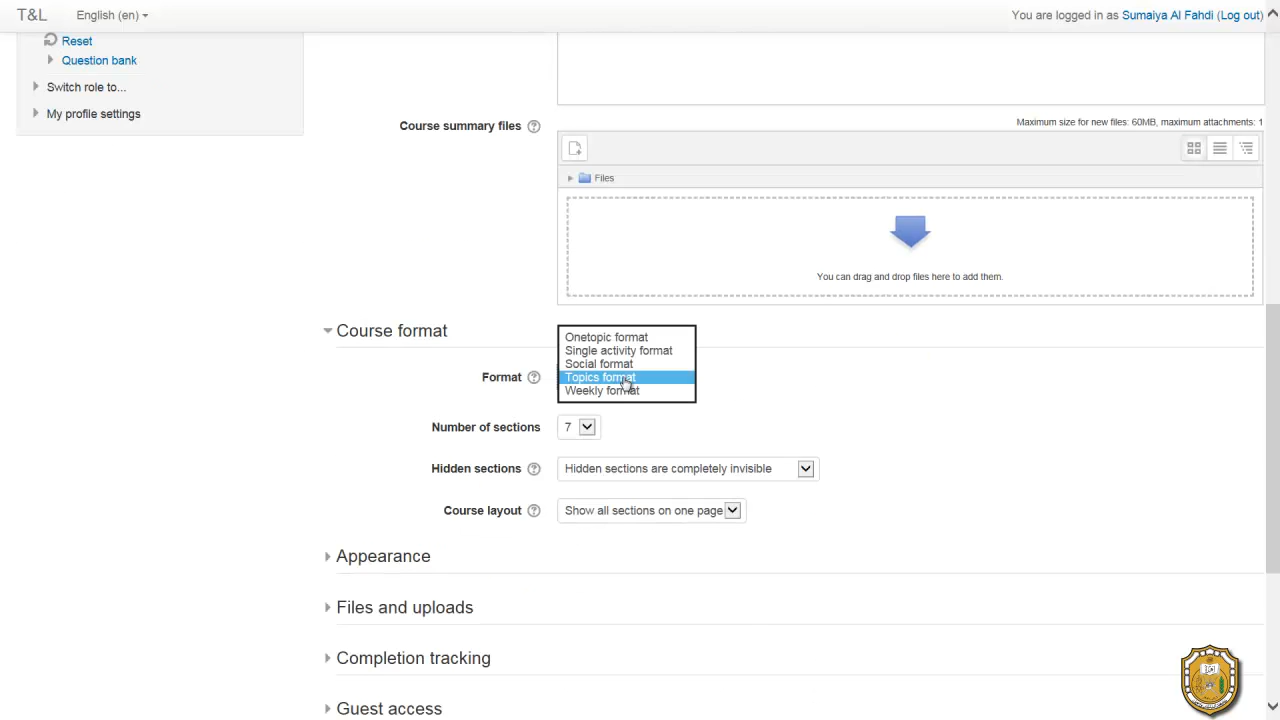 T&L English (en)
You are logged in as Sumaiya Al Fahdi (Log out)
Reset
Question bank
Switch role to...
My profile settings
Course summary files
Maximum size for new files: 60MB, maximum attachments: 1
Files
You can drag and drop files here to add them.
Course format
Onetopic format
Single activity format
Social format
Format
Topics format
Weekly format
Number of sections 7
Hidden sections Hidden sections are completely invisible
Course layout Show all sections on one page
Appearance
Files and uploads
Completion tracking
Guest access